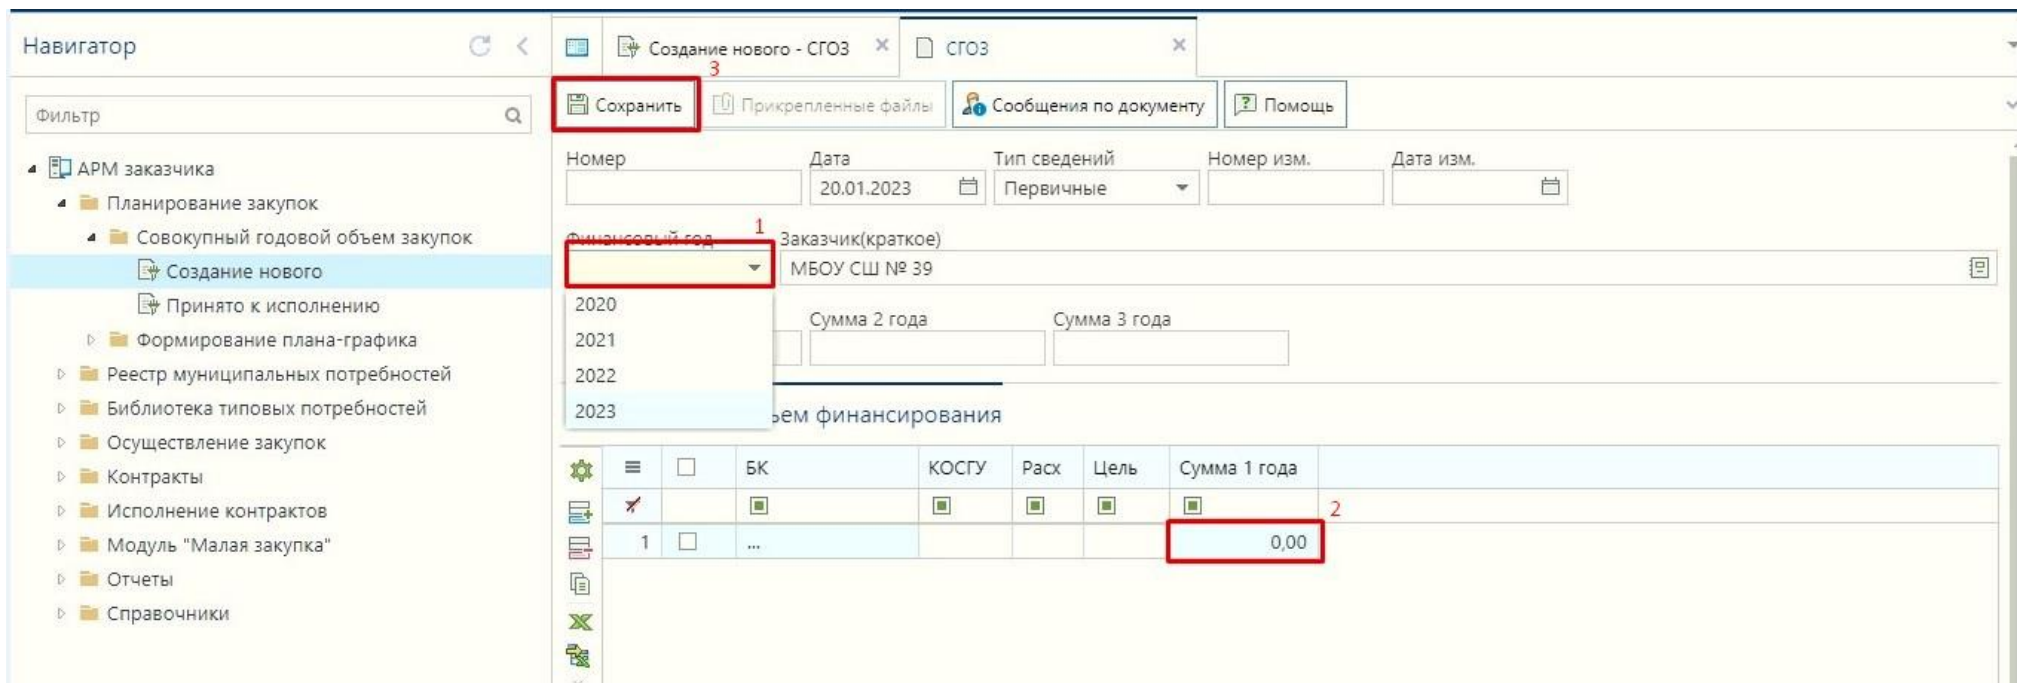 Навигатор
Фильтр
АРМ заказчика
Планирование закупок
Совокупный годовой объем закупок
Создание нового
Принято к исполнению
Формирование плана-графика
Реестр муниципальных потребностей
Библиотека типовых потребностей
Осуществление закупок
Контракты
Исполнение контрактов
Модуль "Малая закупка"
Отчеты
Справочники
Создание нового - СГОЗ СГОЗ
3
Сохранить Прикрепленные файлы Сообщения по документу Помощь
Номер Дата Тип сведений Номер изм. Дата изм.
20.01.2023 Первичные
1
Финансовый год Заказчик(краткое)
МБОУ СШ № 39
2020
2021
2022
2023
Сумма 2 года Сумма 3 года
ем финансирования
БК КОСГУ Расх Цель Сумма 1 года
2
1 ... 0,00